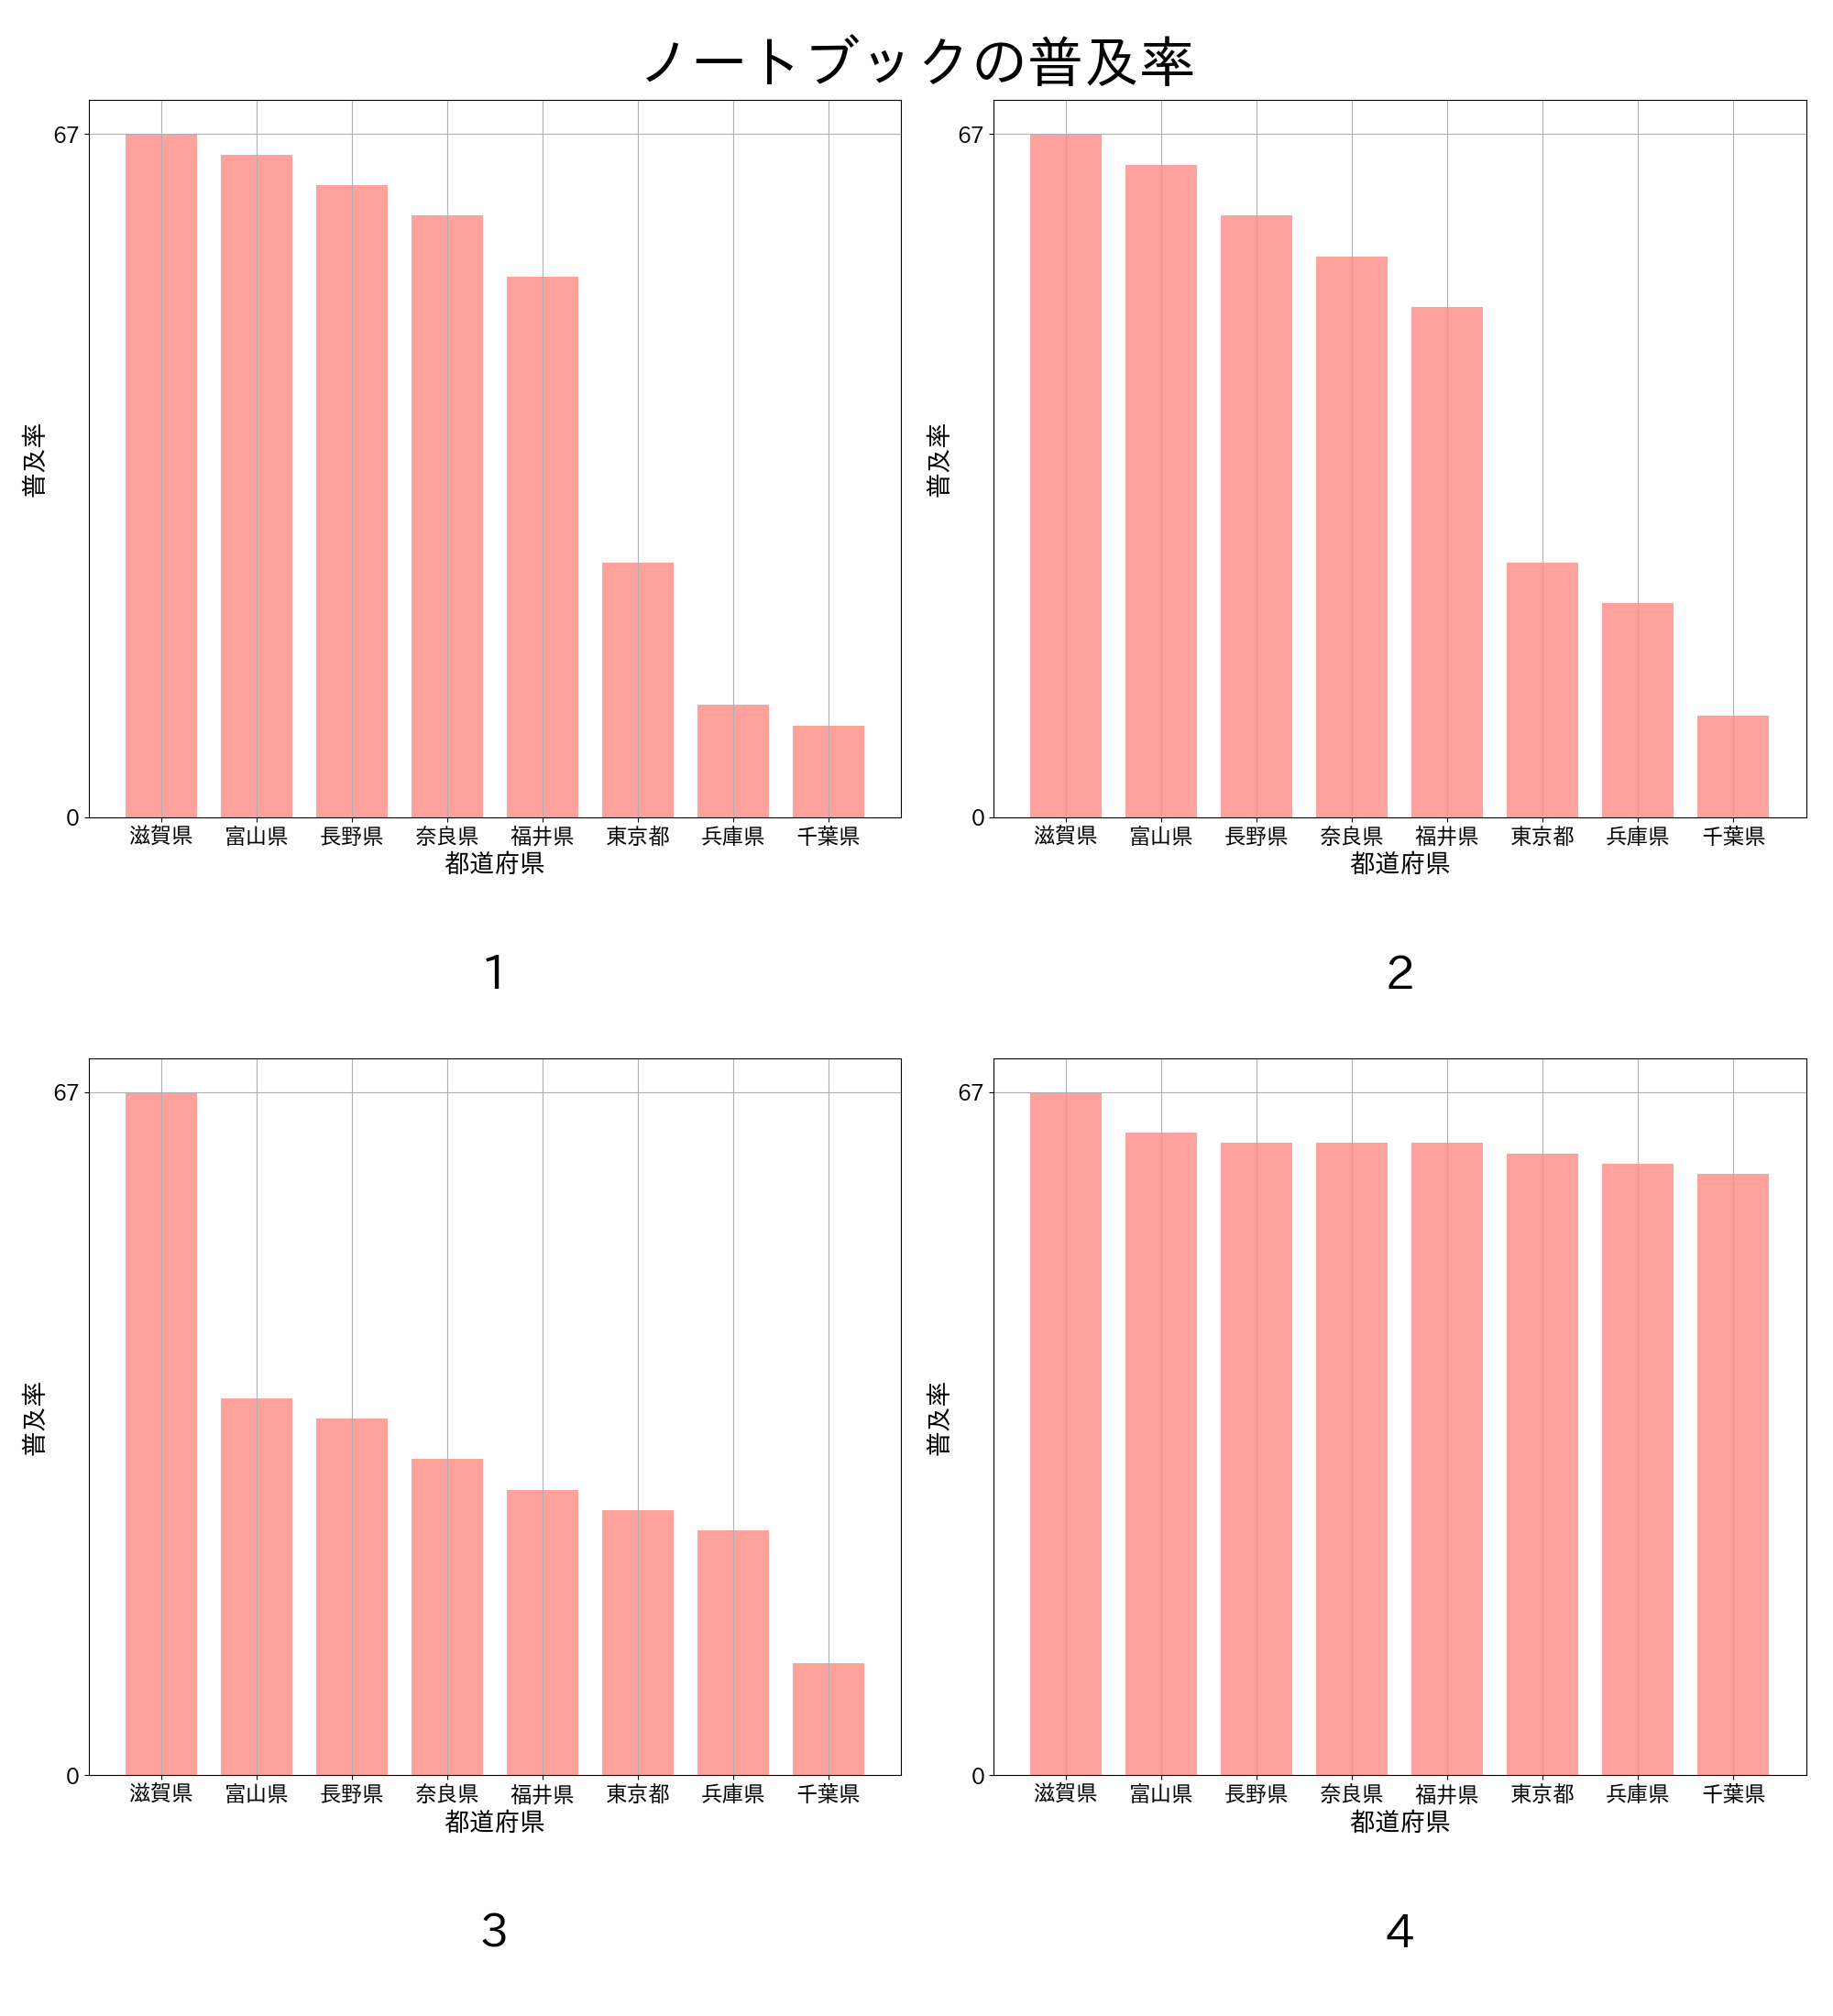 ノートブックの普及率
67
0
普及率
滋賀県 富山県 長野県 奈良県 福井県 東京都 兵庫県 千葉県
都道府県
1
67
0
普及率
滋賀県 富山県 長野県 奈良県 福井県 東京都 兵庫県 千葉県
都道府県
2
67
0
普及率
滋賀県 富山県 長野県 奈良県 福井県 東京都 兵庫県 千葉県
都道府県
3
67
0
普及率
滋賀県 富山県 長野県 奈良県 福井県 東京都 兵庫県 千葉県
都道府県
4